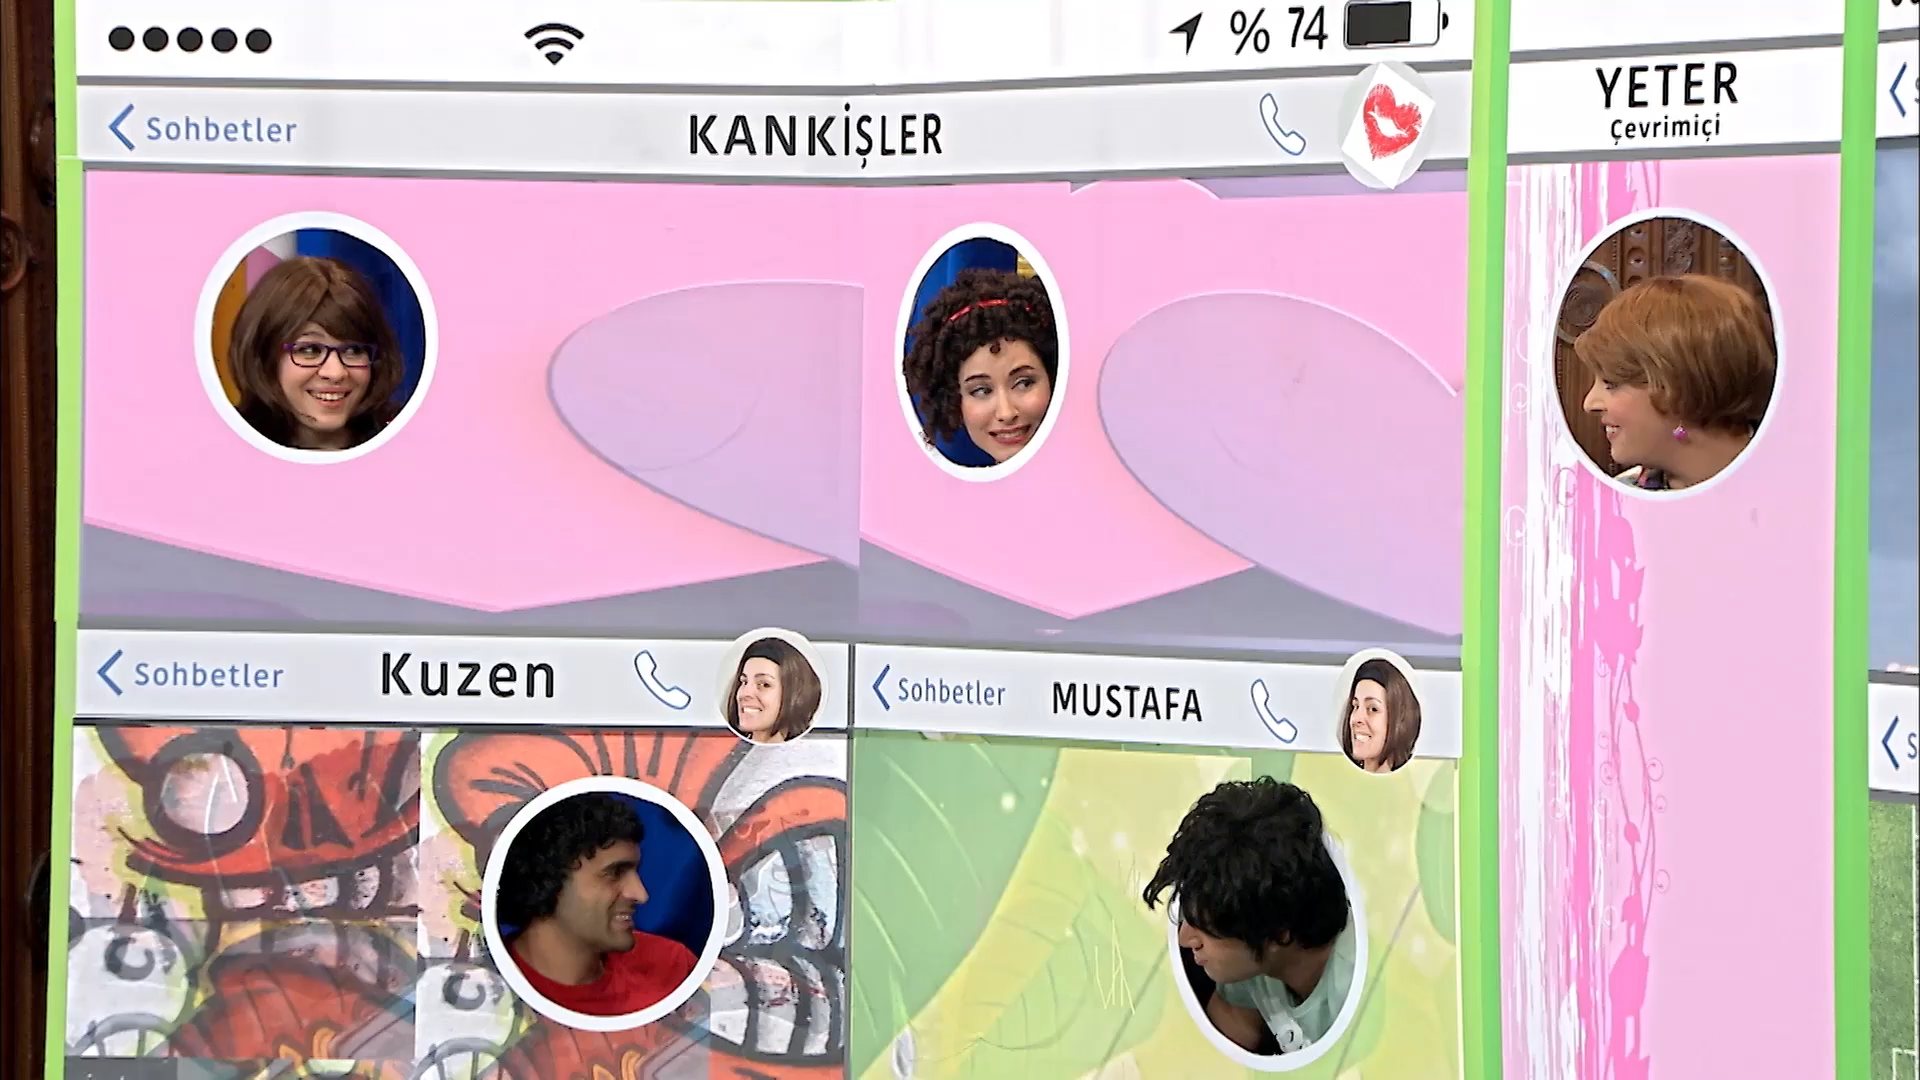 % 74
Sohbetler
KANKİŞLER
YETER
Çevrimiçi
Sohbetler
Kuzen
Sohbetler
MUSTAFA